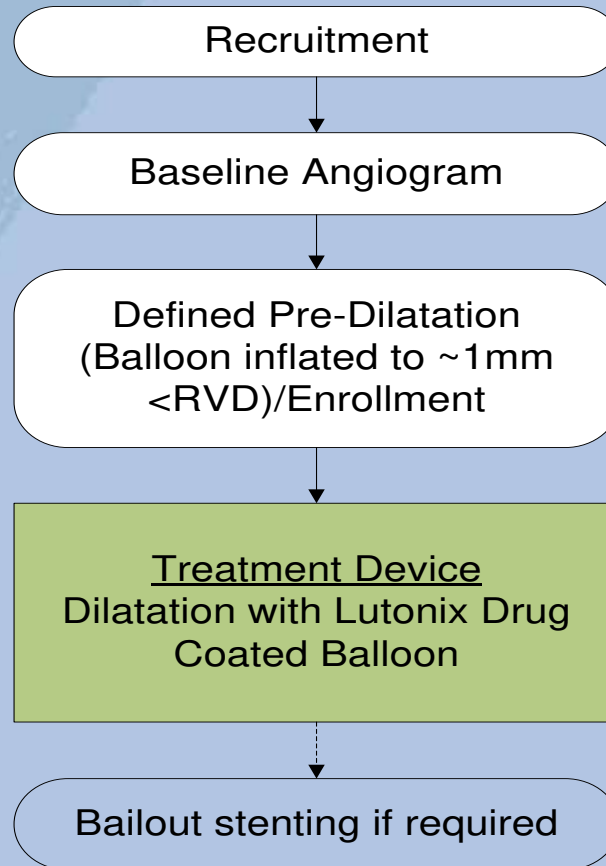 Recruitment
Baseline Angiogram
Defined Pre-Dilatation
(Balloon inflated to ~1mm
<RVD)/Enrollment
Treatment Device
Dilatation with Lutonix Drug
Coated Balloon
Bailout stenting if required